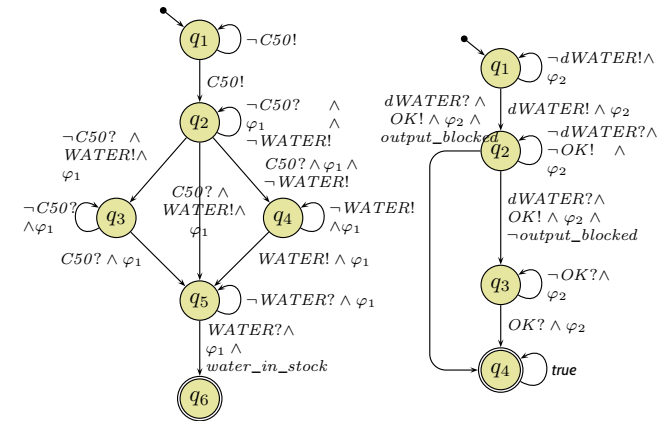 q1
¬C50!
C50!
q2
¬C50? ∧
φ1 ∧
¬WATER!
¬C50? ∧
WATER!∧
φ1
C50? ∧
WATER!∧
φ1
C50? ∧ φ1 ∧
¬WATER!
q3
¬C50?
∧φ1
q4
¬WATER!
∧φ1
C50? ∧ φ1
WATER! ∧ φ1
q5
¬WATER? ∧ φ1
WATER?∧
φ1 ∧
water_in_stock
q6
q1
¬dWATER!∧
φ2
dWATER! ∧ φ2
dWATER? ∧
OK! ∧ φ2 ∧
output_blocked
q2
¬dWATER?∧
¬OK! ∧
φ2
dWATER?∧
OK! ∧ φ2 ∧
¬output_blocked
q3
¬OK?∧
φ2
OK? ∧ φ2
q4
true